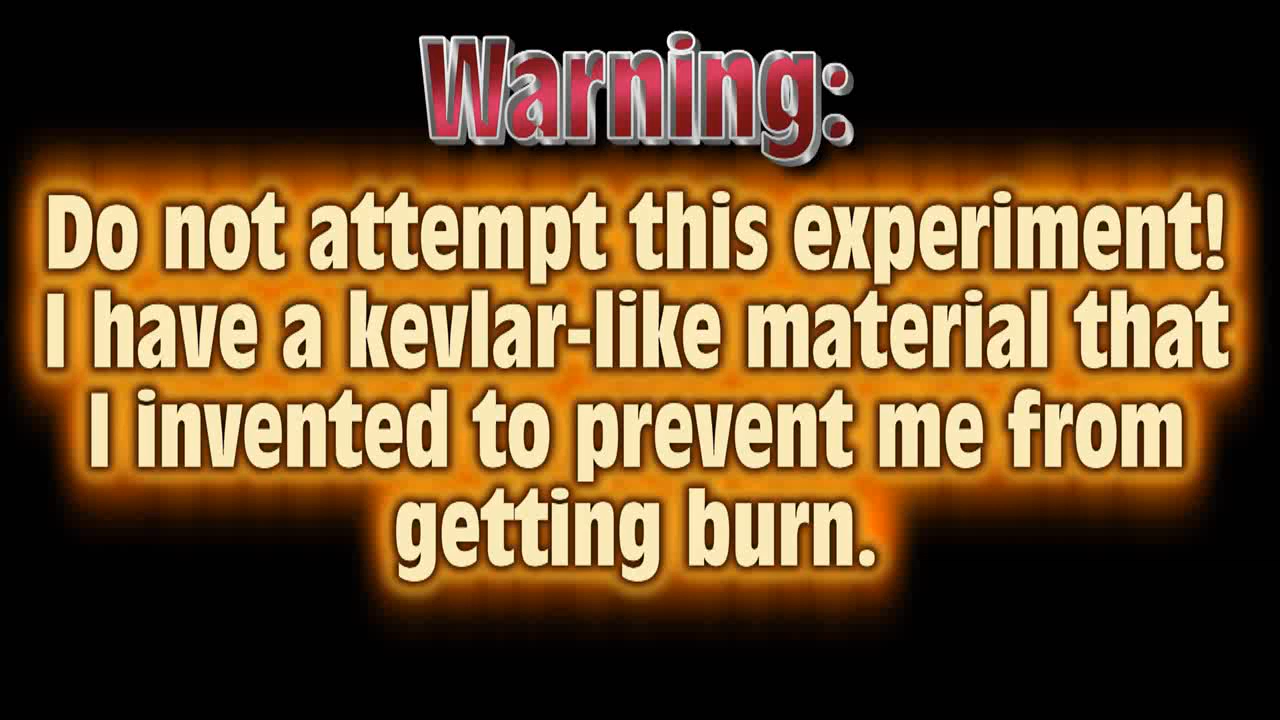 Warning:
Do not attempt this experiment!
I have a kevlar-like material that
I invented to prevent me from
getting burn.